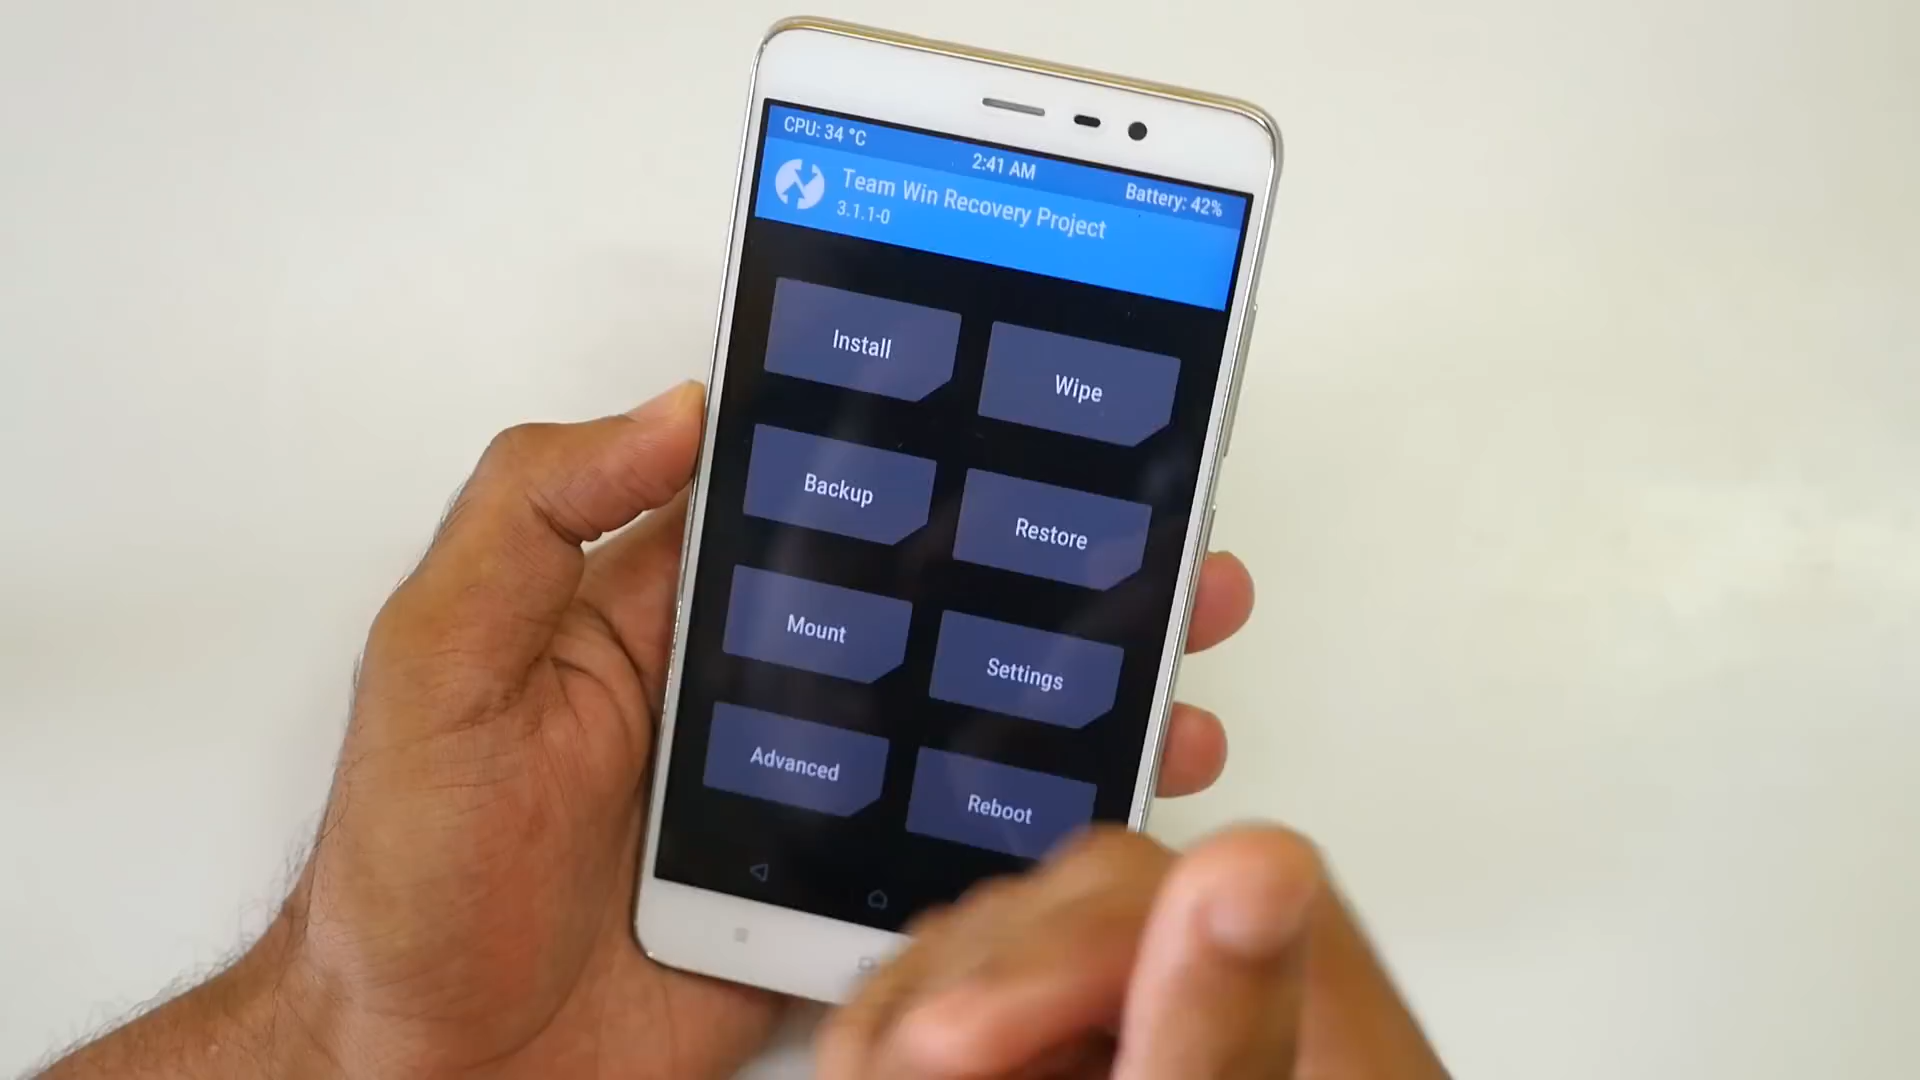 CPU: 34 °C
2:41 AM
Battery: 42%
Team Win Recovery Project
3.1.1-0
Install
Wipe
Backup
Restore
Mount
Settings
Advanced
Reboot